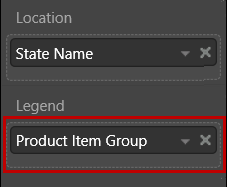 Location
State Name
Legend
Product Item Group